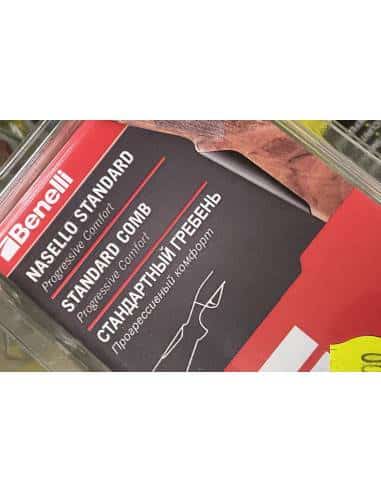 Benelli
NASELLO STANDARD
Progressive Comfort
STANDARD COMB
Progressive Comfort
СТАНДАРТНЫЙ ГРЕБЕНЬ
Прогрессивный комфорт